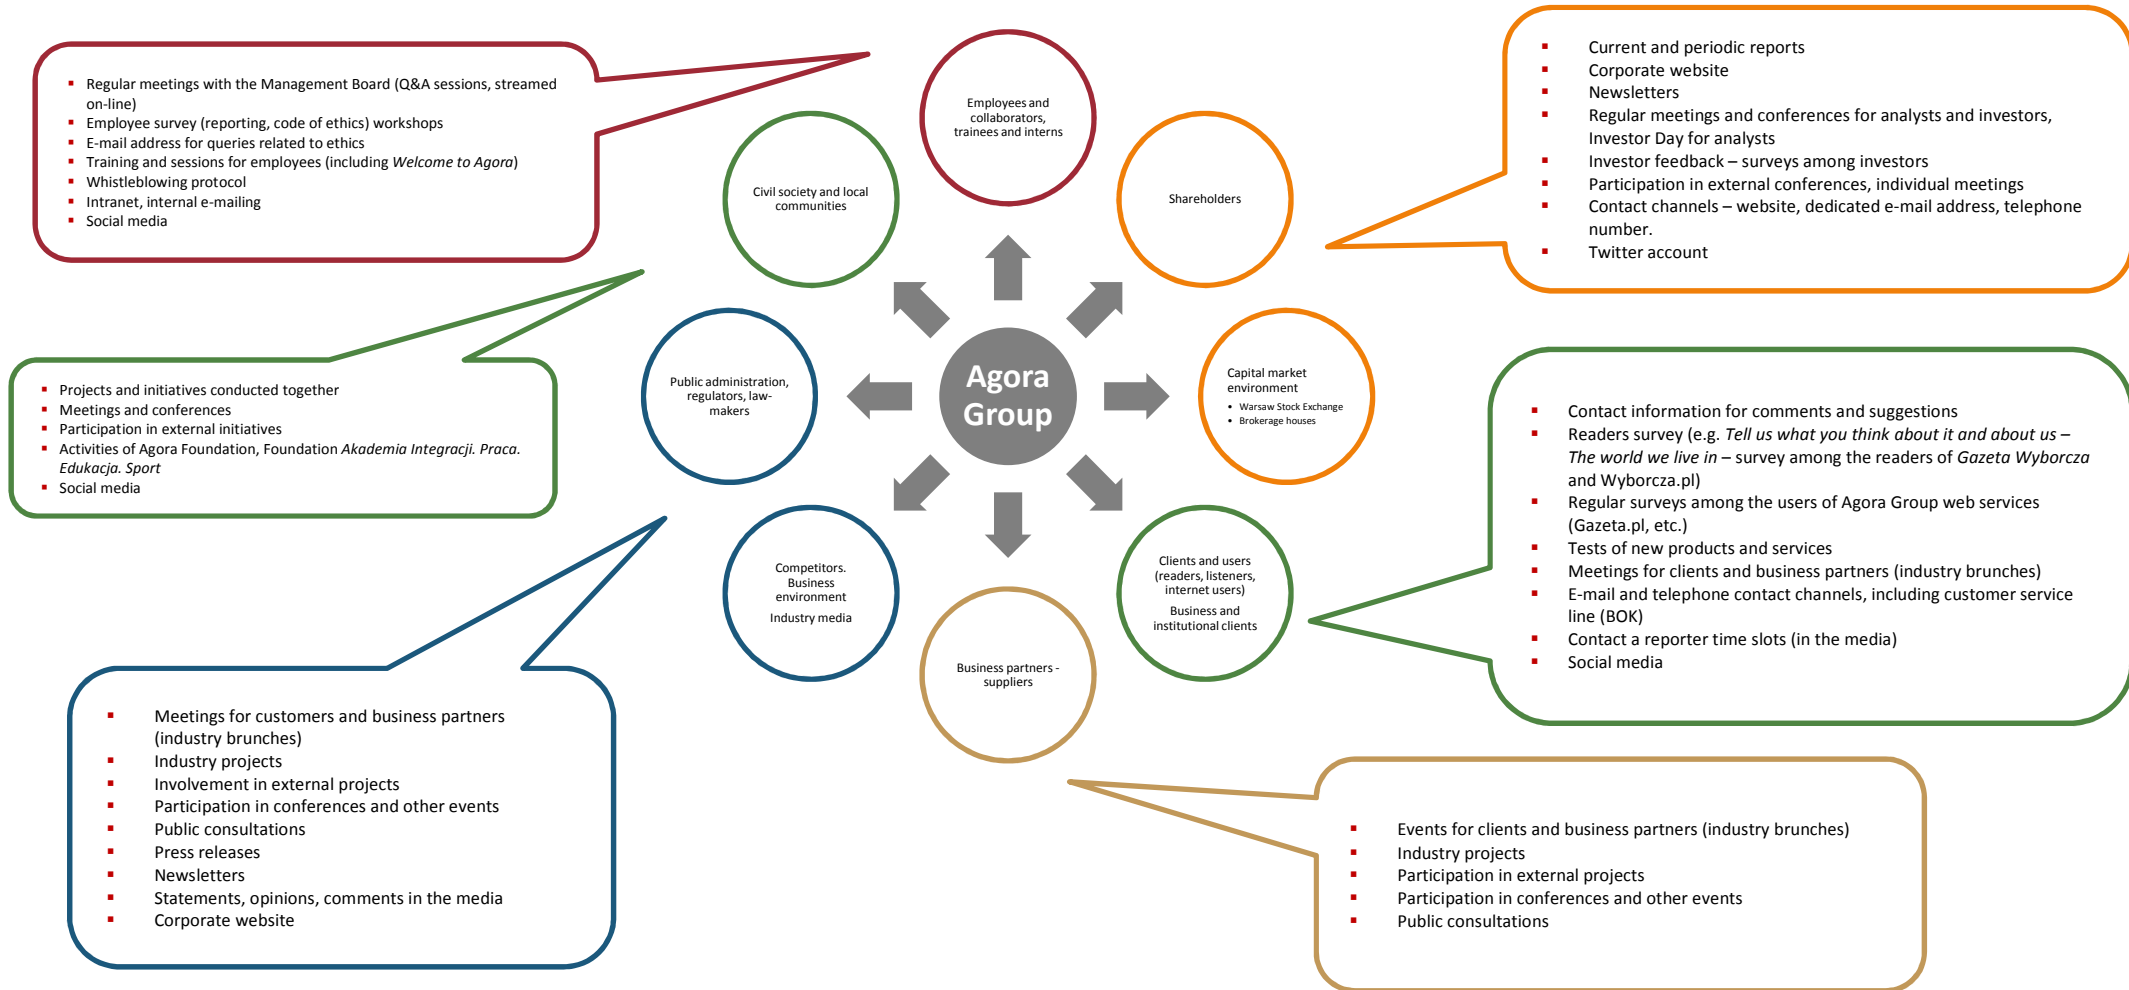 Regular meetings with the Management Board (Q&A sessions, streamed
on-line)
Employee survey (reporting, code of ethics) workshops
E-mail address for queries related to ethics
Training and sessions for employees (including Welcome to Agora)
Whistleblowing protocol
Intranet, internal e-mailing
Social media
Employees and
collaborators,
trainees and interns
Current and periodic reports
Corporate website
Newsletters
Regular meetings and conferences for analysts and investors,
Investor Day for analysts
Investor feedback – surveys among investors
Participation in external conferences, individual meetings
Contact channels – website, dedicated e-mail address, telephone
number.
Twitter account
Civil society and local
communities
Shareholders
Projects and initiatives conducted together
Meetings and conferences
Participation in external initiatives
Activities of Agora Foundation, Foundation Akademia Integracji. Praca.
Edukacja. Sport
Social media
Public administration,
regulators, law-
makers
Agora
Group
Capital market
environment
Warsaw Stock Exchange
Brokerage houses
Contact information for comments and suggestions
Readers survey (e.g. Tell us what you think about it and about us –
The world we live in – survey among the readers of Gazeta Wyborcza
and Wyborcza.pl)
Regular surveys among the users of Agora Group web services
(Gazeta.pl, etc.)
Tests of new products and services
Meetings for clients and business partners (industry brunches)
E-mail and telephone contact channels, including customer service
line (BOK)
Contact a reporter time slots (in the media)
Social media
Competitors.
Business
environment
Industry media
Clients and users
(readers, listeners,
internet users)
Business and
institutional clients
Business partners -
suppliers
Meetings for customers and business partners
(industry brunches)
Industry projects
Involvement in external projects
Participation in conferences and other events
Public consultations
Press releases
Newsletters
Statements, opinions, comments in the media
Corporate website
Events for clients and business partners (industry brunches)
Industry projects
Participation in external projects
Participation in conferences and other events
Public consultations